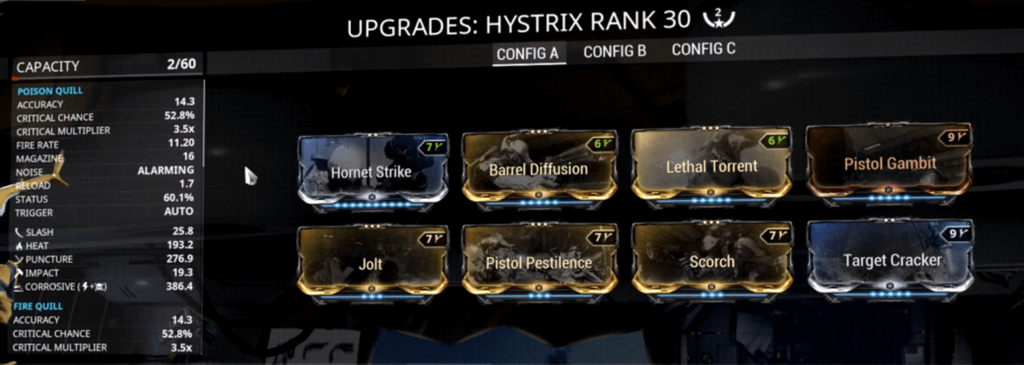 UPGRADES: HYSTRIX RANK 30 2
CONFIG A CONFIG B CONFIG C
CAPACITY 2/60
POISON QUILL
ACCURACY 14.3
CRITICAL CHANCE 52.8%
CRITICAL MULTIPLIER 3.5x
FIRE RATE 11.20
MAGAZINE 16
NOISE ALARMING
RELOAD 1.7
STATUS 60.1%
TRIGGER AUTO
SLASH 25.8
HEAT 193.2
PUNCTURE 276.9
IMPACT 19.3
CORROSIVE ( + ) 386.4
FIRE QUILL
ACCURACY 14.3
CRITICAL CHANCE 52.8%
CRITICAL MULTIPLIER 3.5x
7 6 6 9
Hornet Strike Barrel Diffusion Lethal Torrent Pistol Gambit
7 7 7 9
Jolt Pistol Pestilence Scorch Target Cracker